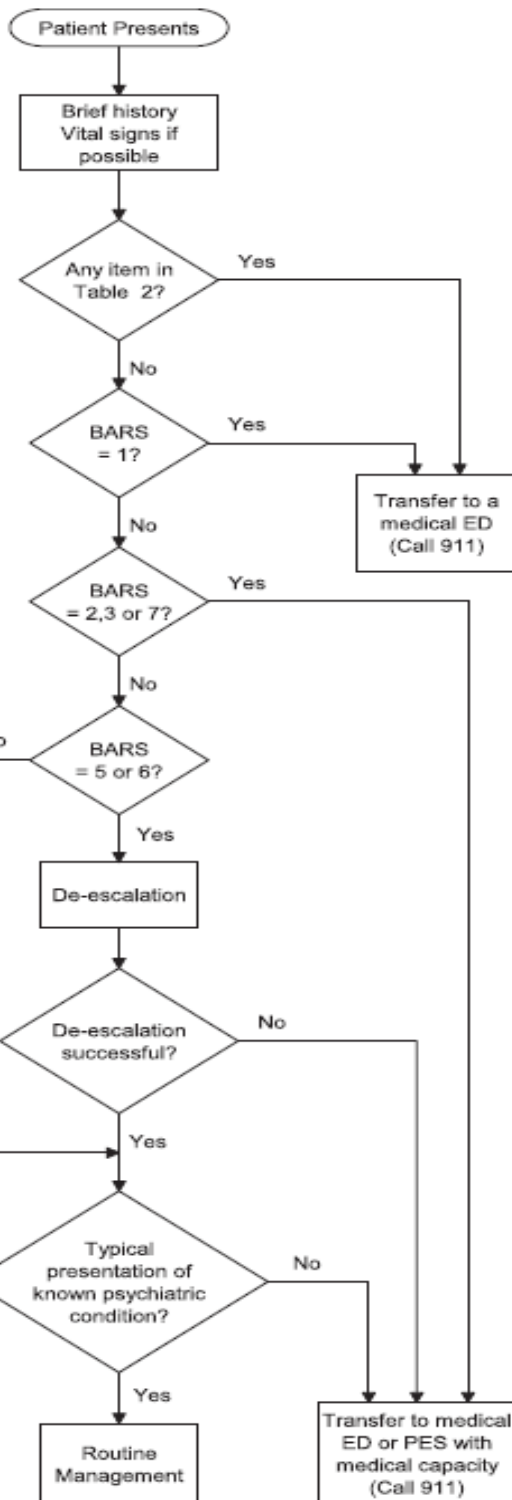 Patient Presents
Brief history
Vital signs if
possible
Any item in
Table 2?
Yes
No
BARS
= 1?
Yes
Transfer to a
medical ED
(Call 911)
No
BARS
= 2,3 or 7?
Yes
No
BARS
= 5 or 6?
Yes
De-escalation
De-escalation
successful?
No
Yes
Typical
presentation of
known psychiatric
condition?
No
Yes
Routine
Management
Transfer to medical
ED or PES with
medical capacity
(Call 911)